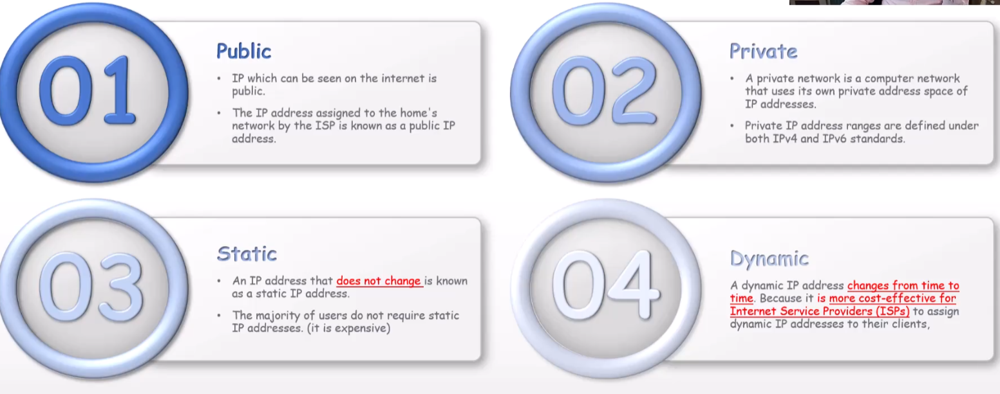 01
Public
• IP which can be seen on the internet is
public.
• The IP address assigned to the home's
network by the ISP is known as a public IP
address.
02
Private
• A private network is a computer network
that uses its own private address space of
IP addresses.
• Private IP address ranges are defined under
both IPv4 and IPv6 standards.
03
Static
• An IP address that does not change is known
as a static IP address.
• The majority of users do not require static
IP addresses. (it is expensive)
04
Dynamic
A dynamic IP address changes from time to
time. Because it is more cost-effective for
Internet Service Providers (ISPs) to assign
dynamic IP addresses to their clients,